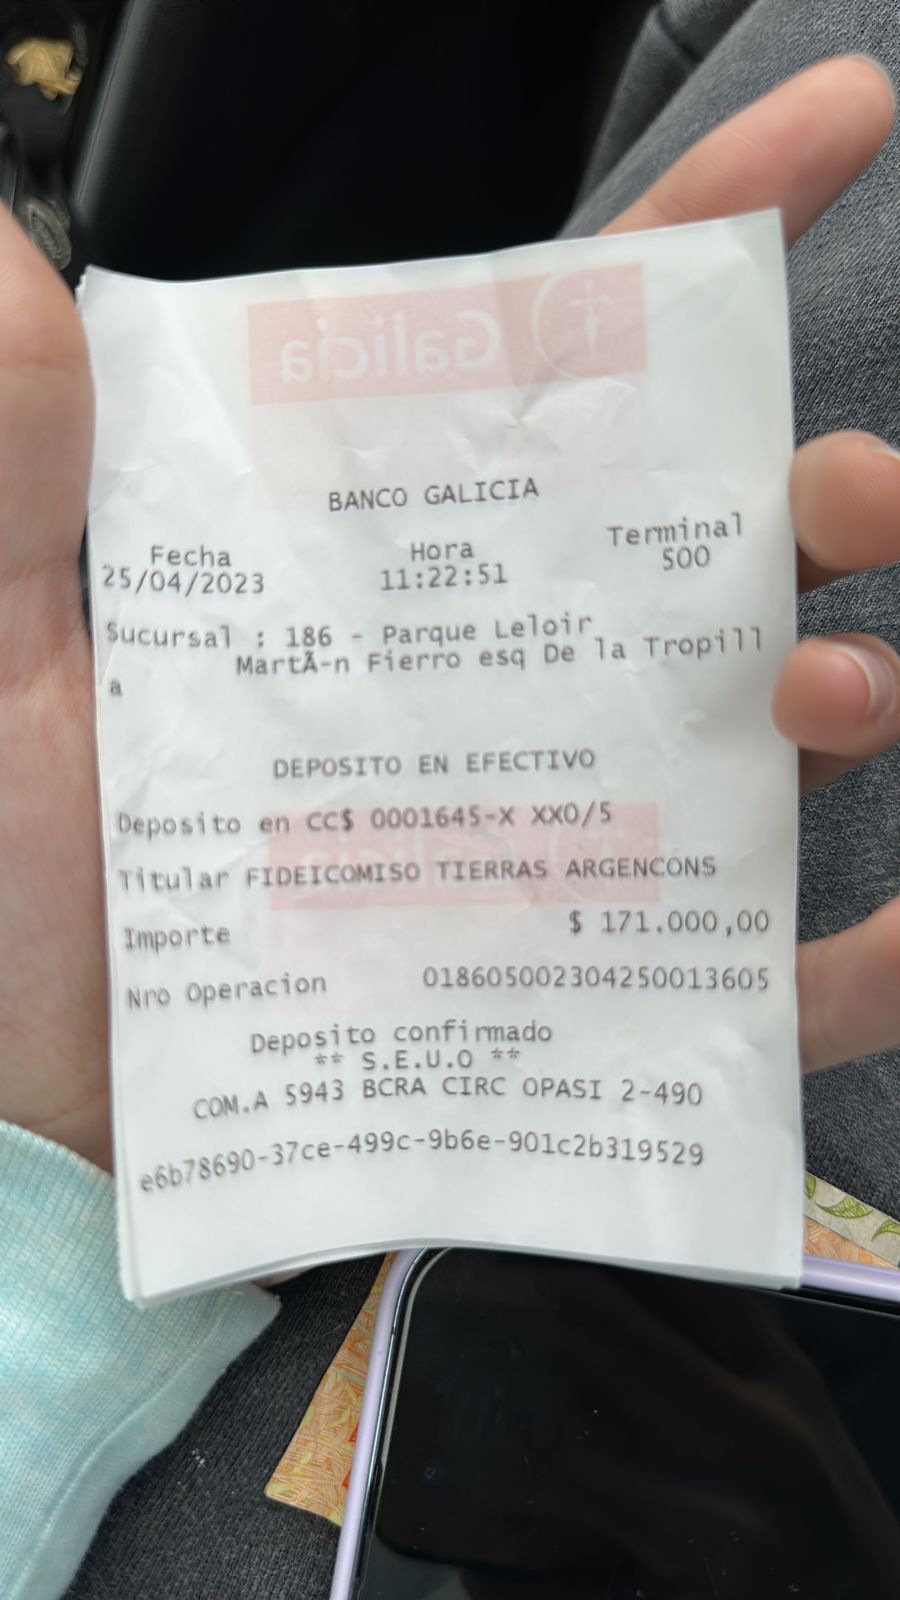 Galicia
BANCO GALICIA
Fecha Hora Terminal
25/04/2023 11:22:51 500
Sucursal : 186 - Parque Leloir
MartÃ-n Fierro esq De la Tropill
a
DEPOSITO EN EFECTIVO
Deposito en CC$ 0001645-X XX0/5
Galicia
Titular FIDEICOMISO TIERRAS ARGENCONS
Importe $ 171.000,00
Nro Operacion 018605002304250013605
Deposito confirmado
** S.E.U.O **
COM.A 5943 BCRA CIRC OPASI 2-490
e6b78690-37ce-499c-9b6e-901c2b319529